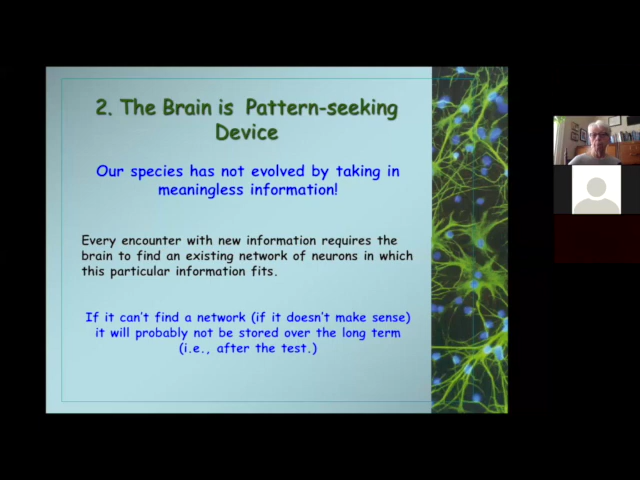 2. The Brain is Pattern-seeking
Device
Our species has not evolved by taking in
meaningless information!
Every encounter with new information requires the
brain to find an existing network of neurons in which
this particular information fits.
If it can't find a network (if it doesn't make sense)
it will probably not be stored over the long term
(i.e., after the test.)